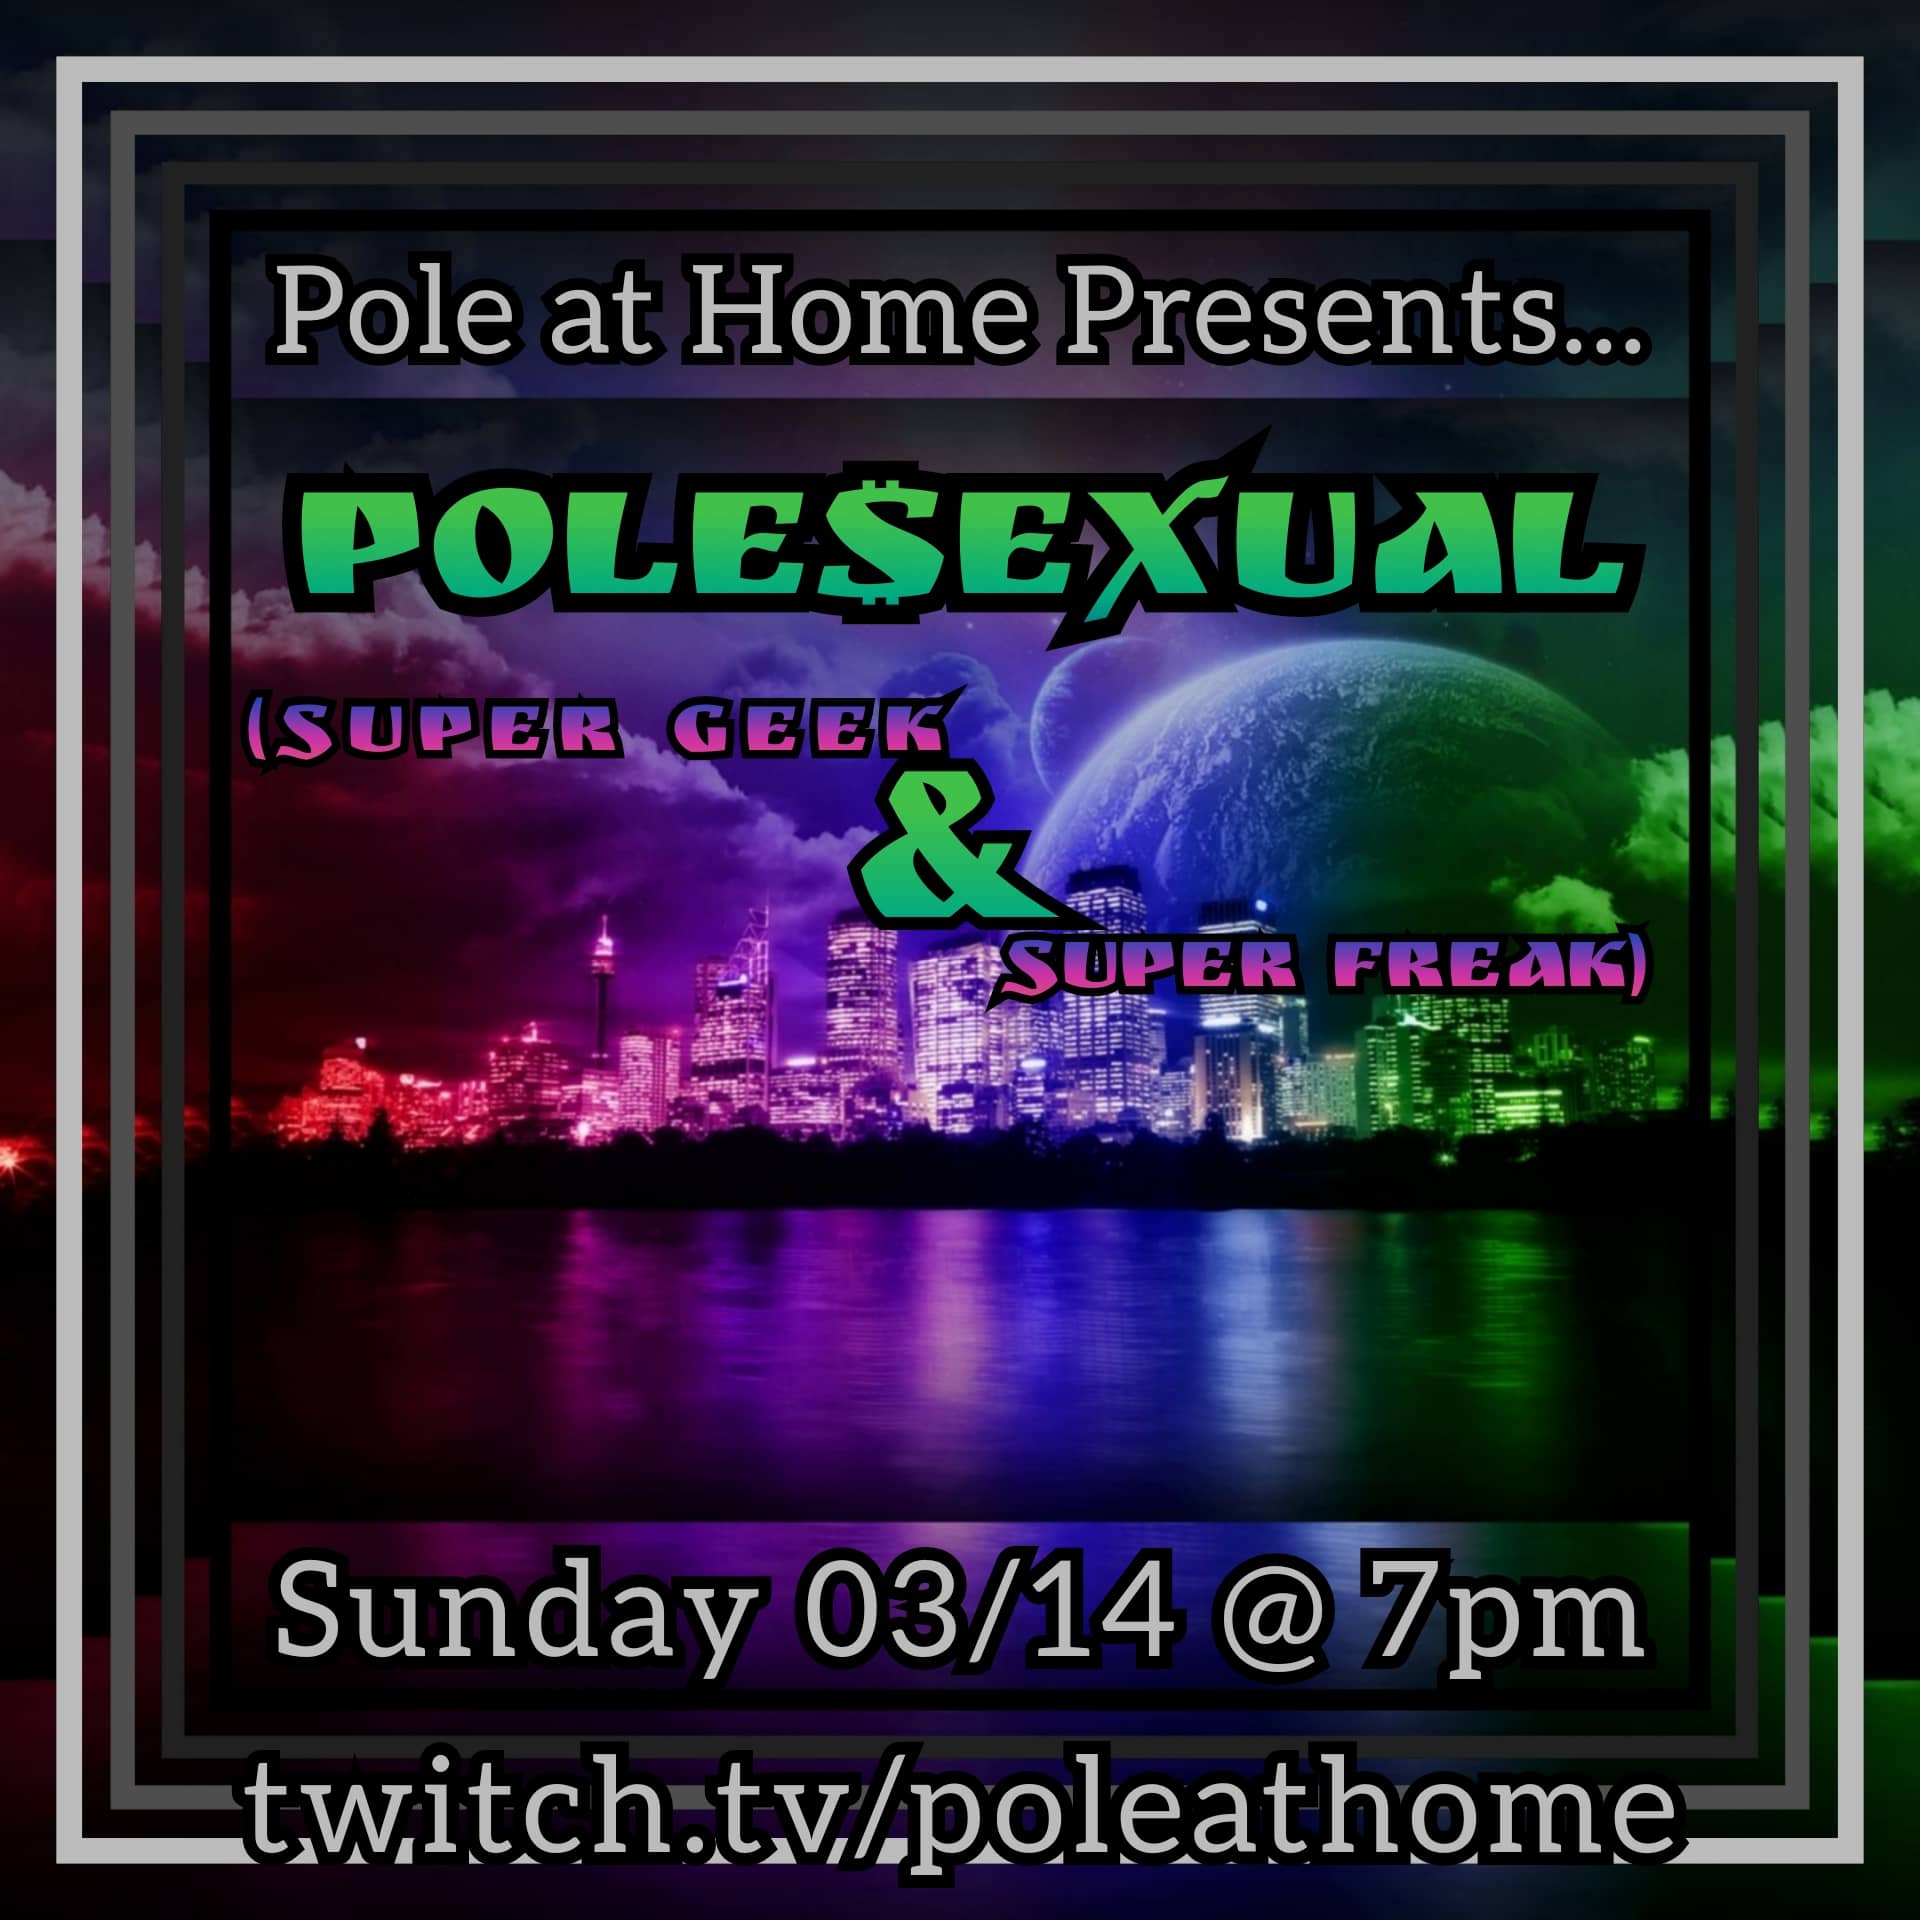 Pole at Home Presents...
POLE$EXUAL
(SUPER GEEK
&
SUPER FREAK)
Sunday 03/14 @ 7pm
twitch.tv/poleathome